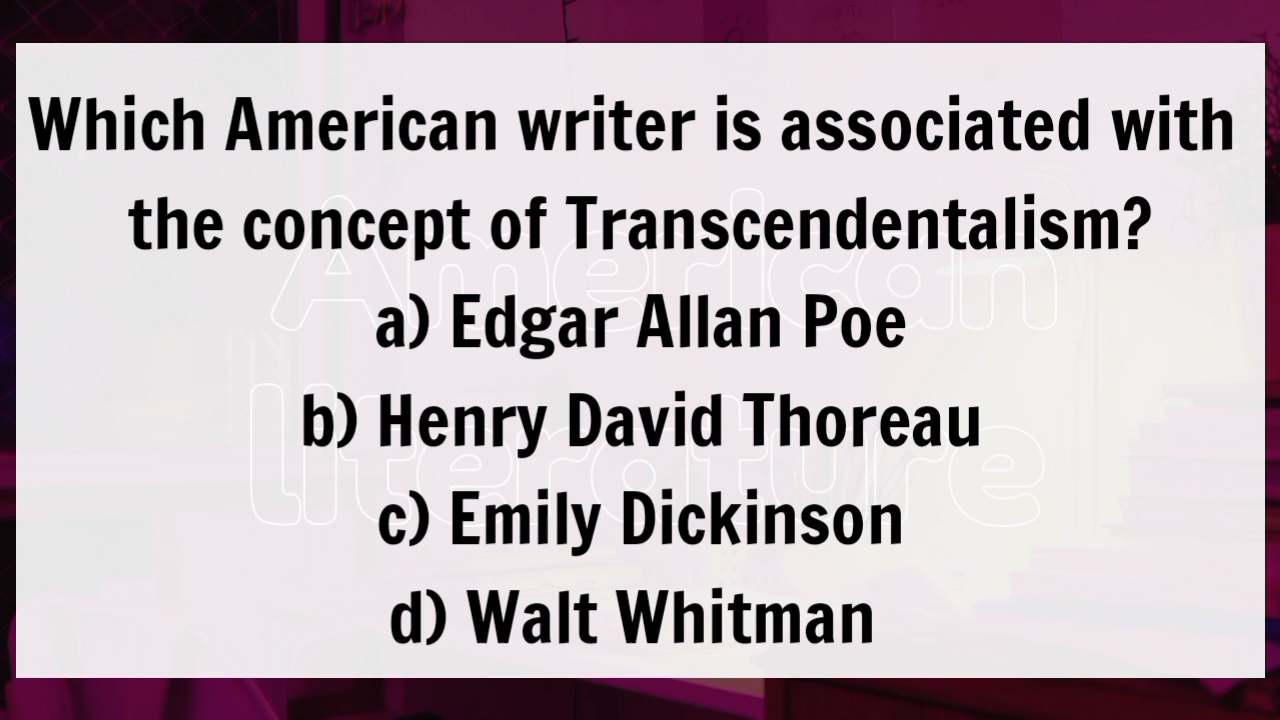 Which American writer is associated with
the concept of Transcendentalism?
a) Edgar Allan Poe
b) Henry David Thoreau
c) Emily Dickinson
d) Walt Whitman
American
literature